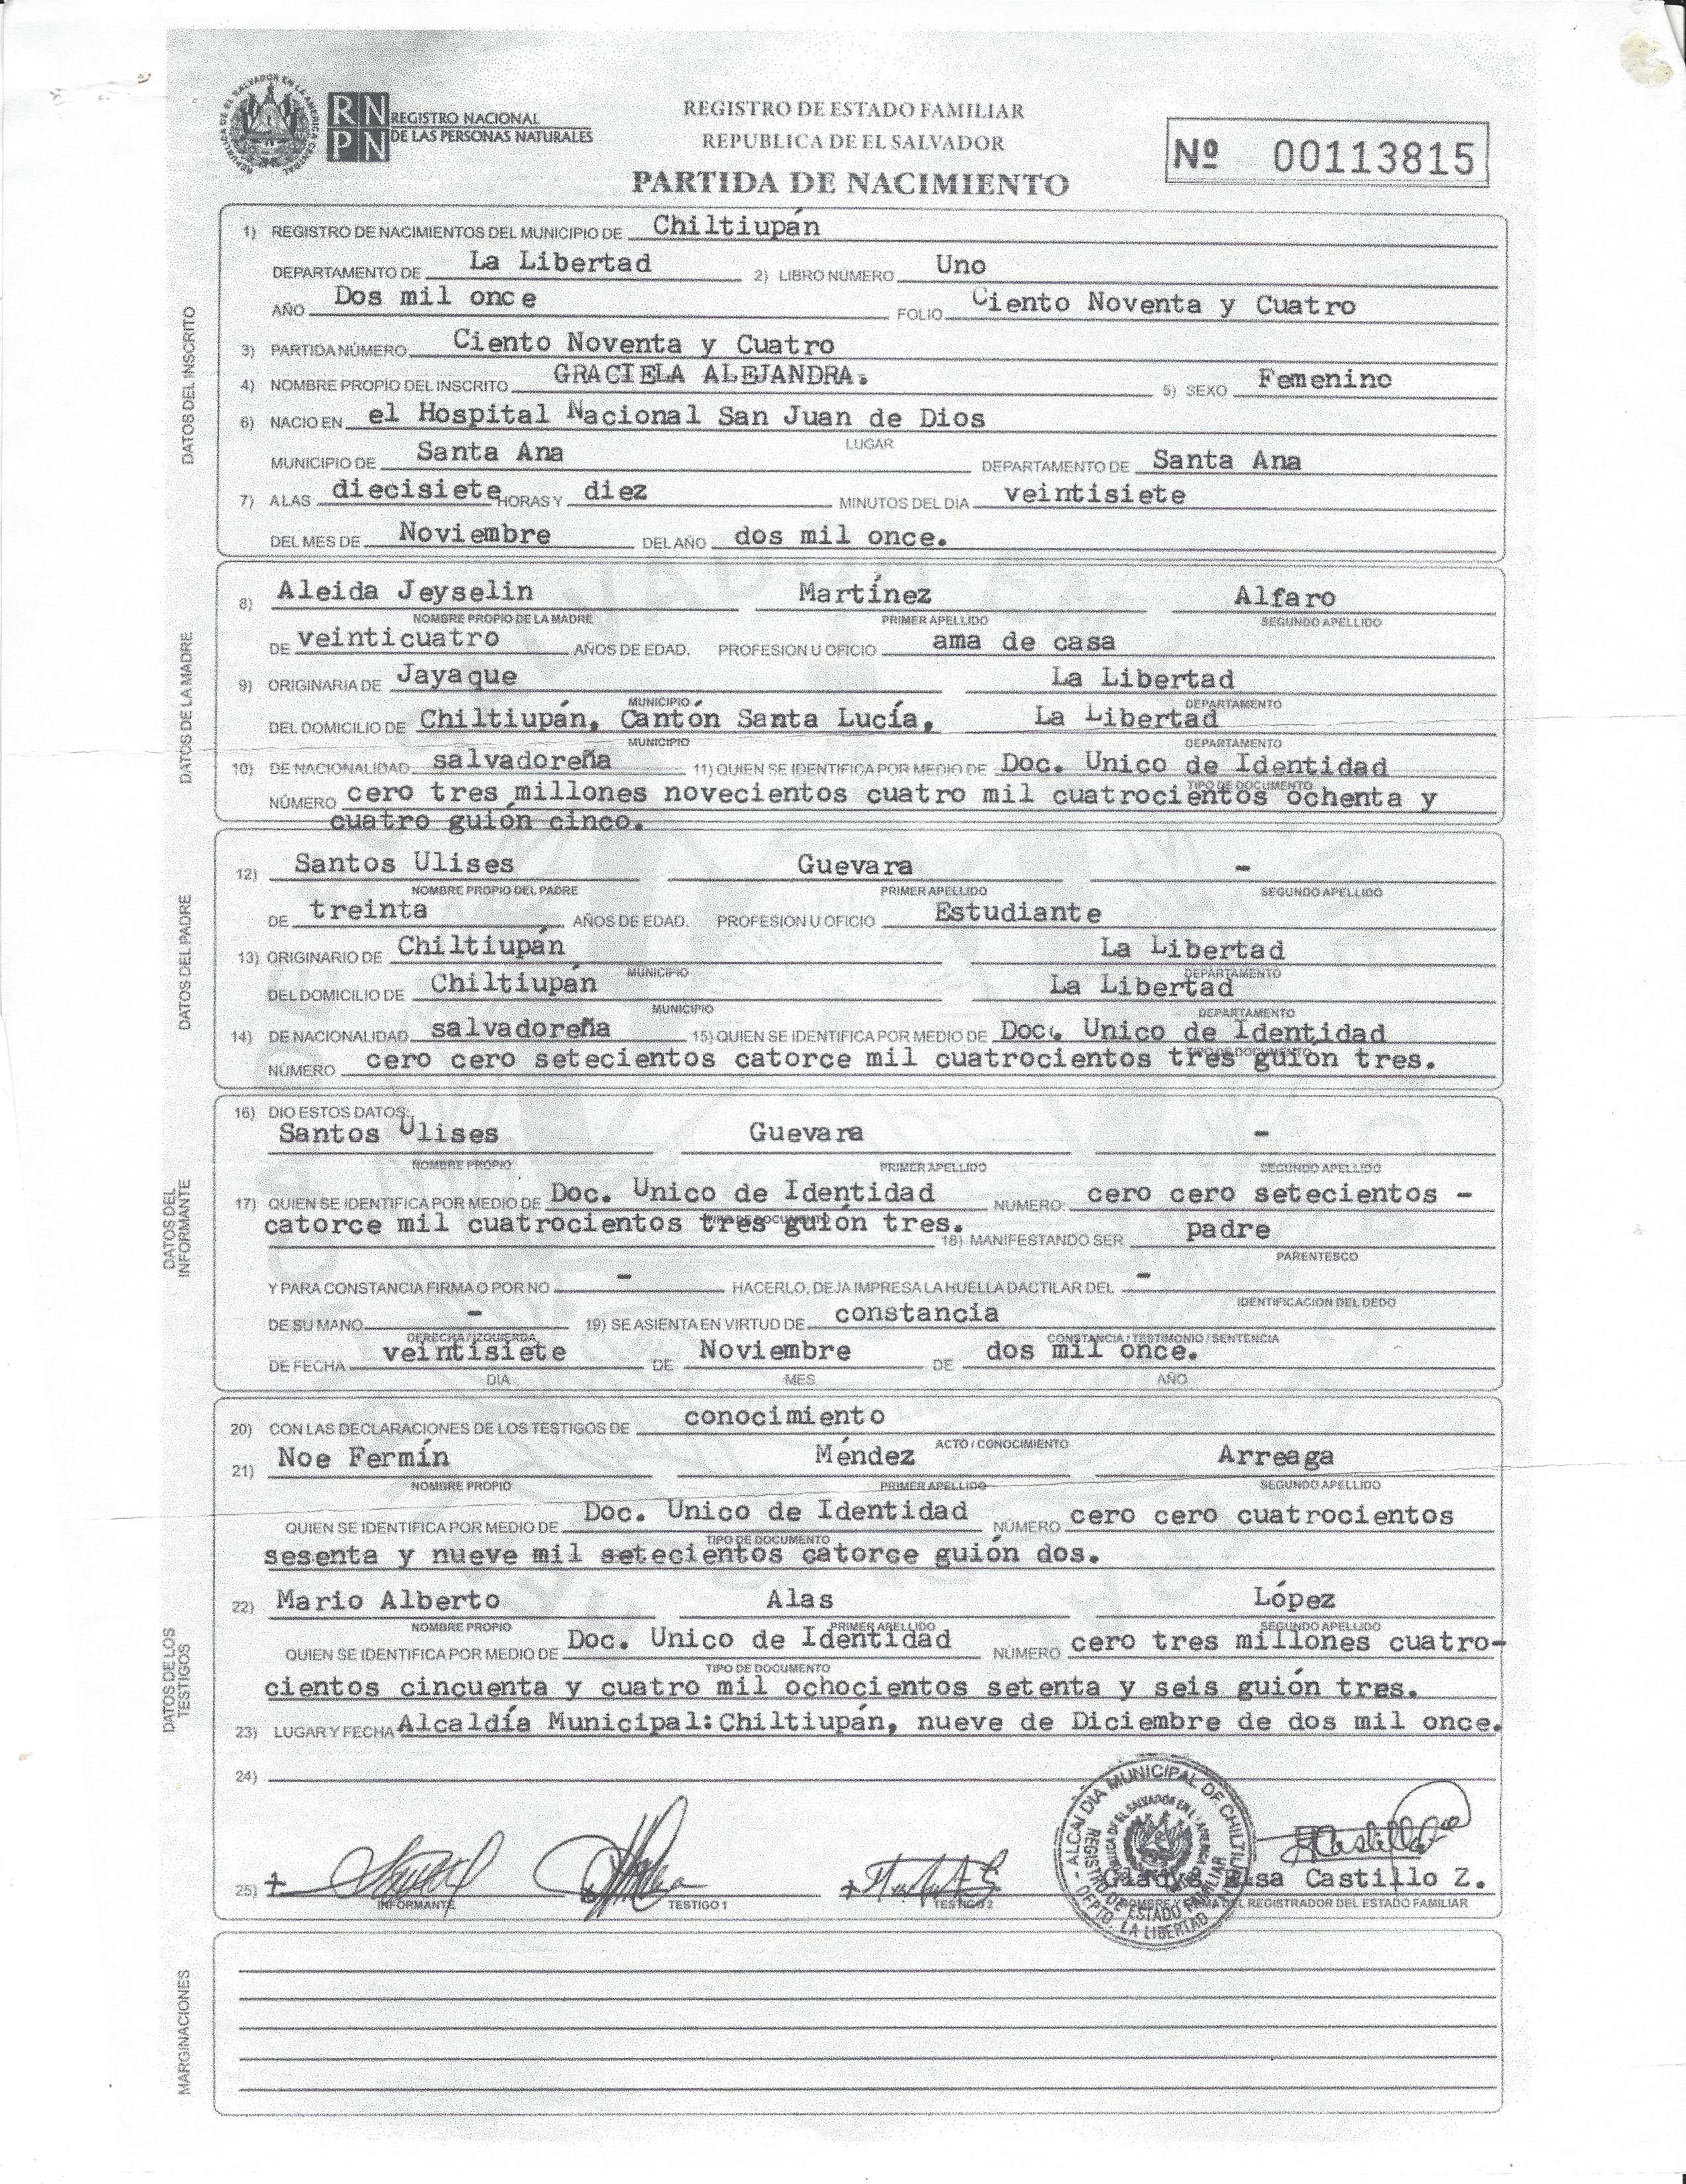 REPUBLICA DE EL SALVADOR EN LA AMERICA CENTRAL
RN PN REGISTRO NACIONAL
DE LAS PERSONAS NATURALES
REGISTRO DE ESTADO FAMILIAR
REPUBLICA DE EL SALVADOR
PARTIDA DE NACIMIENTO
Nº 00113815
DATOS DEL INSCRITO
1) REGISTRO DE NACIMIENTOS DEL MUNICIPIO DE Chiltiupán
DEPARTAMENTO DE La Libertad 2) LIBRO NÚMERO Uno
AÑO Dos mil once FOLIO Ciento Noventa y Cuatro
3) PARTIDA NÚMERO Ciento Noventa y Cuatro
4) NOMBRE PROPIO DEL INSCRITO GRACIELA ALEJANDRA. 5) SEXO Femenino
6) NACIO EN el Hospital Nacional San Juan de Dios
LUGAR
MUNICIPIO DE Santa Ana DEPARTAMENTO DE Santa Ana
7) A LAS diecisiete HORAS Y diez MINUTOS DEL DIA veintisiete
DEL MES DE Noviembre DEL AÑO dos mil once.
DATOS DE LA MADRE
8) Aleida Jeyselin Martínez Alfaro
NOMBRE PROPIO DE LA MADRE PRIMER APELLIDO SEGUNDO APELLIDO
DE veinticuatro AÑOS DE EDAD, PROFESION U OFICIO ama de casa
9) ORIGINARIA DE Jayaque La Libertad
MUNICIPIO DEPARTAMENTO
DEL DOMICILIO DE Chiltiupán, Cantón Santa Lucía, La Libertad
MUNICIPIO DEPARTAMENTO
10) DE NACIONALIDAD salvadoreña 11) QUIEN SE IDENTIFICA POR MEDIO DE Doc. Unico de Identidad
TIPO DE DOCUMENTO
NÚMERO cero tres millones novecientos cuatro mil cuatrocientos ochenta y
cuatro guión cinco.
DATOS DEL PADRE
12) Santos Ulises Guevara -
NOMBRE PROPIO DEL PADRE PRIMER APELLIDO SEGUNDO APELLIDO
DE treinta AÑOS DE EDAD, PROFESION U OFICIO Estudiante
13) ORIGINARIO DE Chiltiupán La Libertad
MUNICIPIO DEPARTAMENTO
DEL DOMICILIO DE Chiltiupán La Libertad
MUNICIPIO DEPARTAMENTO
14) DE NACIONALIDAD salvadoreña 15) QUIEN SE IDENTIFICA POR MEDIO DE Doc. Unico de Identidad
TIPO DE DOCUMENTO
NÚMERO cero cero setecientos catorce mil cuatrocientos tres guión tres.
DATOS DEL INFORMANTE
16) DIO ESTOS DATOS:
Santos Ulises Guevara -
NOMBRE PROPIO PRIMER APELLIDO SEGUNDO APELLIDO
17) QUIEN SE IDENTIFICA POR MEDIO DE Doc. Unico de Identidad NÚMERO cero cero setecientos -
TIPO DE DOCUMENTO
catorce mil cuatrocientos tres guión tres. 18) MANIFESTANDO SER padre
PARENTESCO
Y PARA CONSTANCIA FIRMA O POR NO - HACERLO, DEJA IMPRESA LA HUELLA DACTILAR DEL -
IDENTIFICACION DEL DEDO
DE SU MANO - 19) SE ASIENTA EN VIRTUD DE constancia
DERECHA / IZQUIERDA CONSTANCIA / TESTIMONIO / SENTENCIA
DE FECHA veintisiete DE Noviembre DE dos mil once.
DIA MES AÑO
DATOS DE LOS TESTIGOS
20) CON LAS DECLARACIONES DE LOS TESTIGOS DE conocimiento
ACTO / CONOCIMIENTO
21) Noe Fermín Méndez Arreaga
NOMBRE PROPIO PRIMER APELLIDO SEGUNDO APELLIDO
QUIEN SE IDENTIFICA POR MEDIO DE Doc. Unico de Identidad NÚMERO cero cero cuatrocientos
TIPO DE DOCUMENTO
sesenta y nueve mil setecientos catorce guión dos.
22) Mario Alberto Alas López
NOMBRE PROPIO PRIMER APELLIDO SEGUNDO APELLIDO
QUIEN SE IDENTIFICA POR MEDIO DE Doc. Unico de Identidad NÚMERO cero tres millones cuatro-
TIPO DE DOCUMENTO
cientos cincuenta y cuatro mil ochocientos setenta y seis guión tres.
23) LUGAR Y FECHA Alcaldía Municipal: Chiltiupán, nueve de Diciembre de dos mil once.
24)
ALCALDIA MUNICIPAL DE CHILTIUPAN
REGISTRO DE ESTADO FAMILIAR
DEPTO. LA LIBERTAD
Gladys Elsa Castillo Z.
25) INFORMANTE TESTIGO 1 TESTIGO 2 NOMBRE Y FIRMA DEL REGISTRADOR DEL ESTADO FAMILIAR
MARGINACIONES